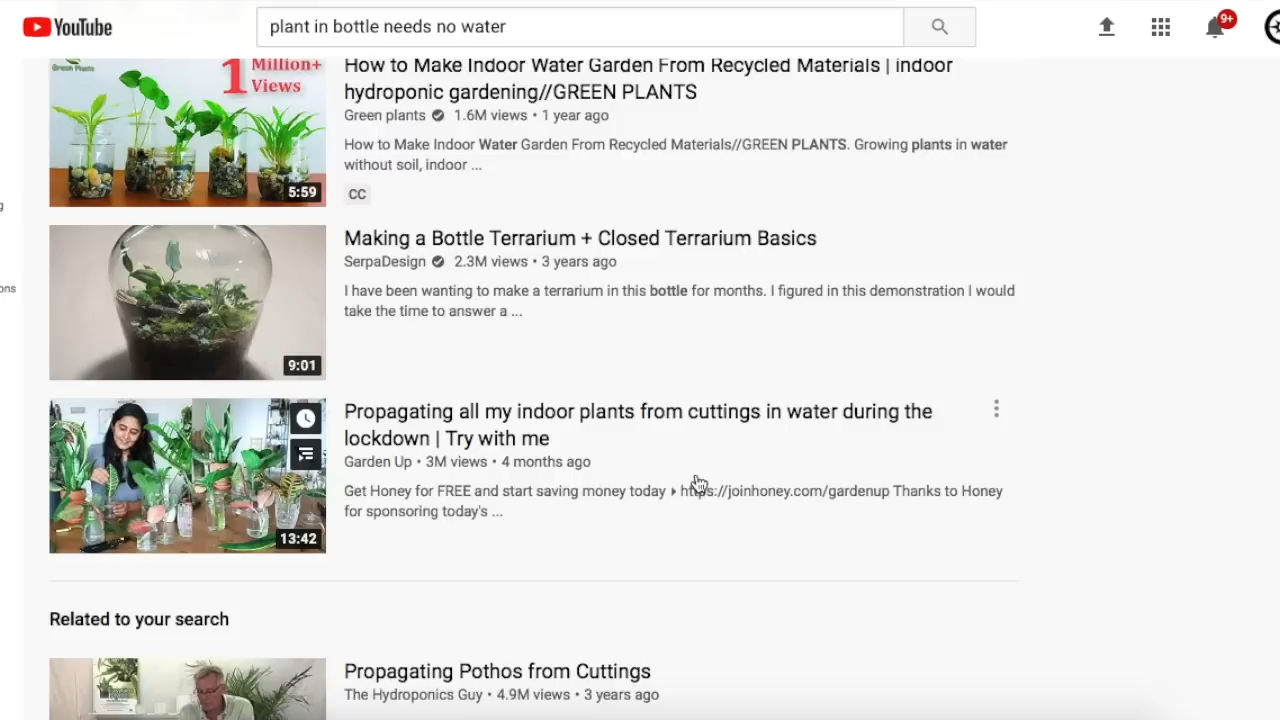 YouTube
plant in bottle needs no water
9+
Green Plants
1 Million+
Views
5:59
How to Make Indoor Water Garden From Recycled Materials | indoor
hydroponic gardening//GREEN PLANTS
Green plants 1.6M views • 1 year ago
How to Make Indoor Water Garden From Recycled Materials//GREEN PLANTS. Growing plants in water
without soil, indoor ...
CC
g
ons
9:01
Making a Bottle Terrarium + Closed Terrarium Basics
SerpaDesign 2.3M views • 3 years ago
I have been wanting to make a terrarium in this bottle for months. I figured in this demonstration I would
take the time to answer a ...
13:42
Propagating all my indoor plants from cuttings in water during the
lockdown | Try with me
Garden Up • 3M views • 4 months ago
Get Honey for FREE and start saving money today ▸ https://joinhoney.com/gardenup Thanks to Honey
for sponsoring today's ...
Related to your search
Propagating Pothos from Cuttings
The Hydroponics Guy • 4.9M views • 3 years ago